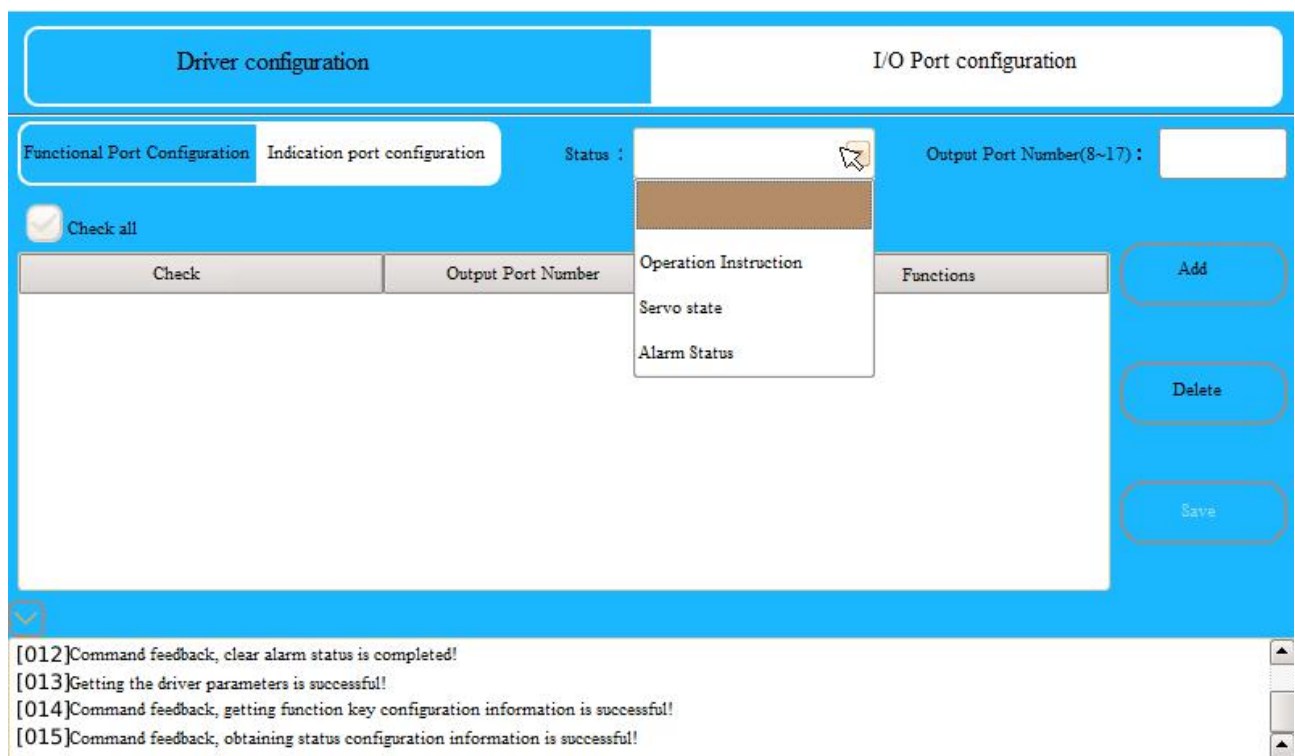 Driver configuration
I/O Port configuration
Functional Port Configuration
Indication port configuration
Status :
Output Port Number(8~17) :
Check all
Check
Output Port Number
Functions
Operation Instruction
Servo state
Alarm Status
Add
Delete
Save
[012]Command feedback, clear alarm status is completed!
[013]Getting the driver parameters is successful!
[014]Command feedback, getting function key configuration information is successful!
[015]Command feedback, obtaining status configuration information is successful!